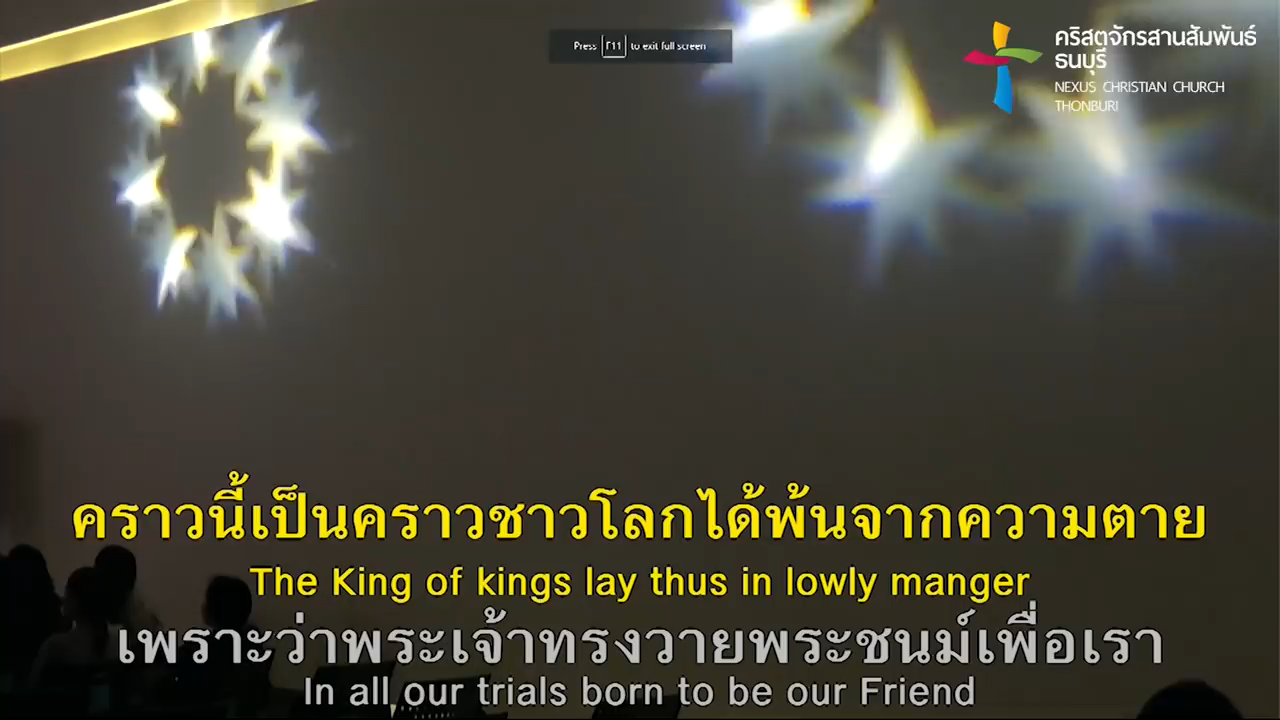 Press F11 to exit full screen
คริสตจักรสานสัมพันธ์
ธนบุรี
NEXUS CHRISTIAN CHURCH
THONBURI
คราวนี้เป็นคราวชาวโลกได้พ้นจากความตาย
The King of kings lay thus in lowly manger
เพราะว่าพระเจ้าทรงวายพระชนม์เพื่อเรา
In all our trials born to be our Friend